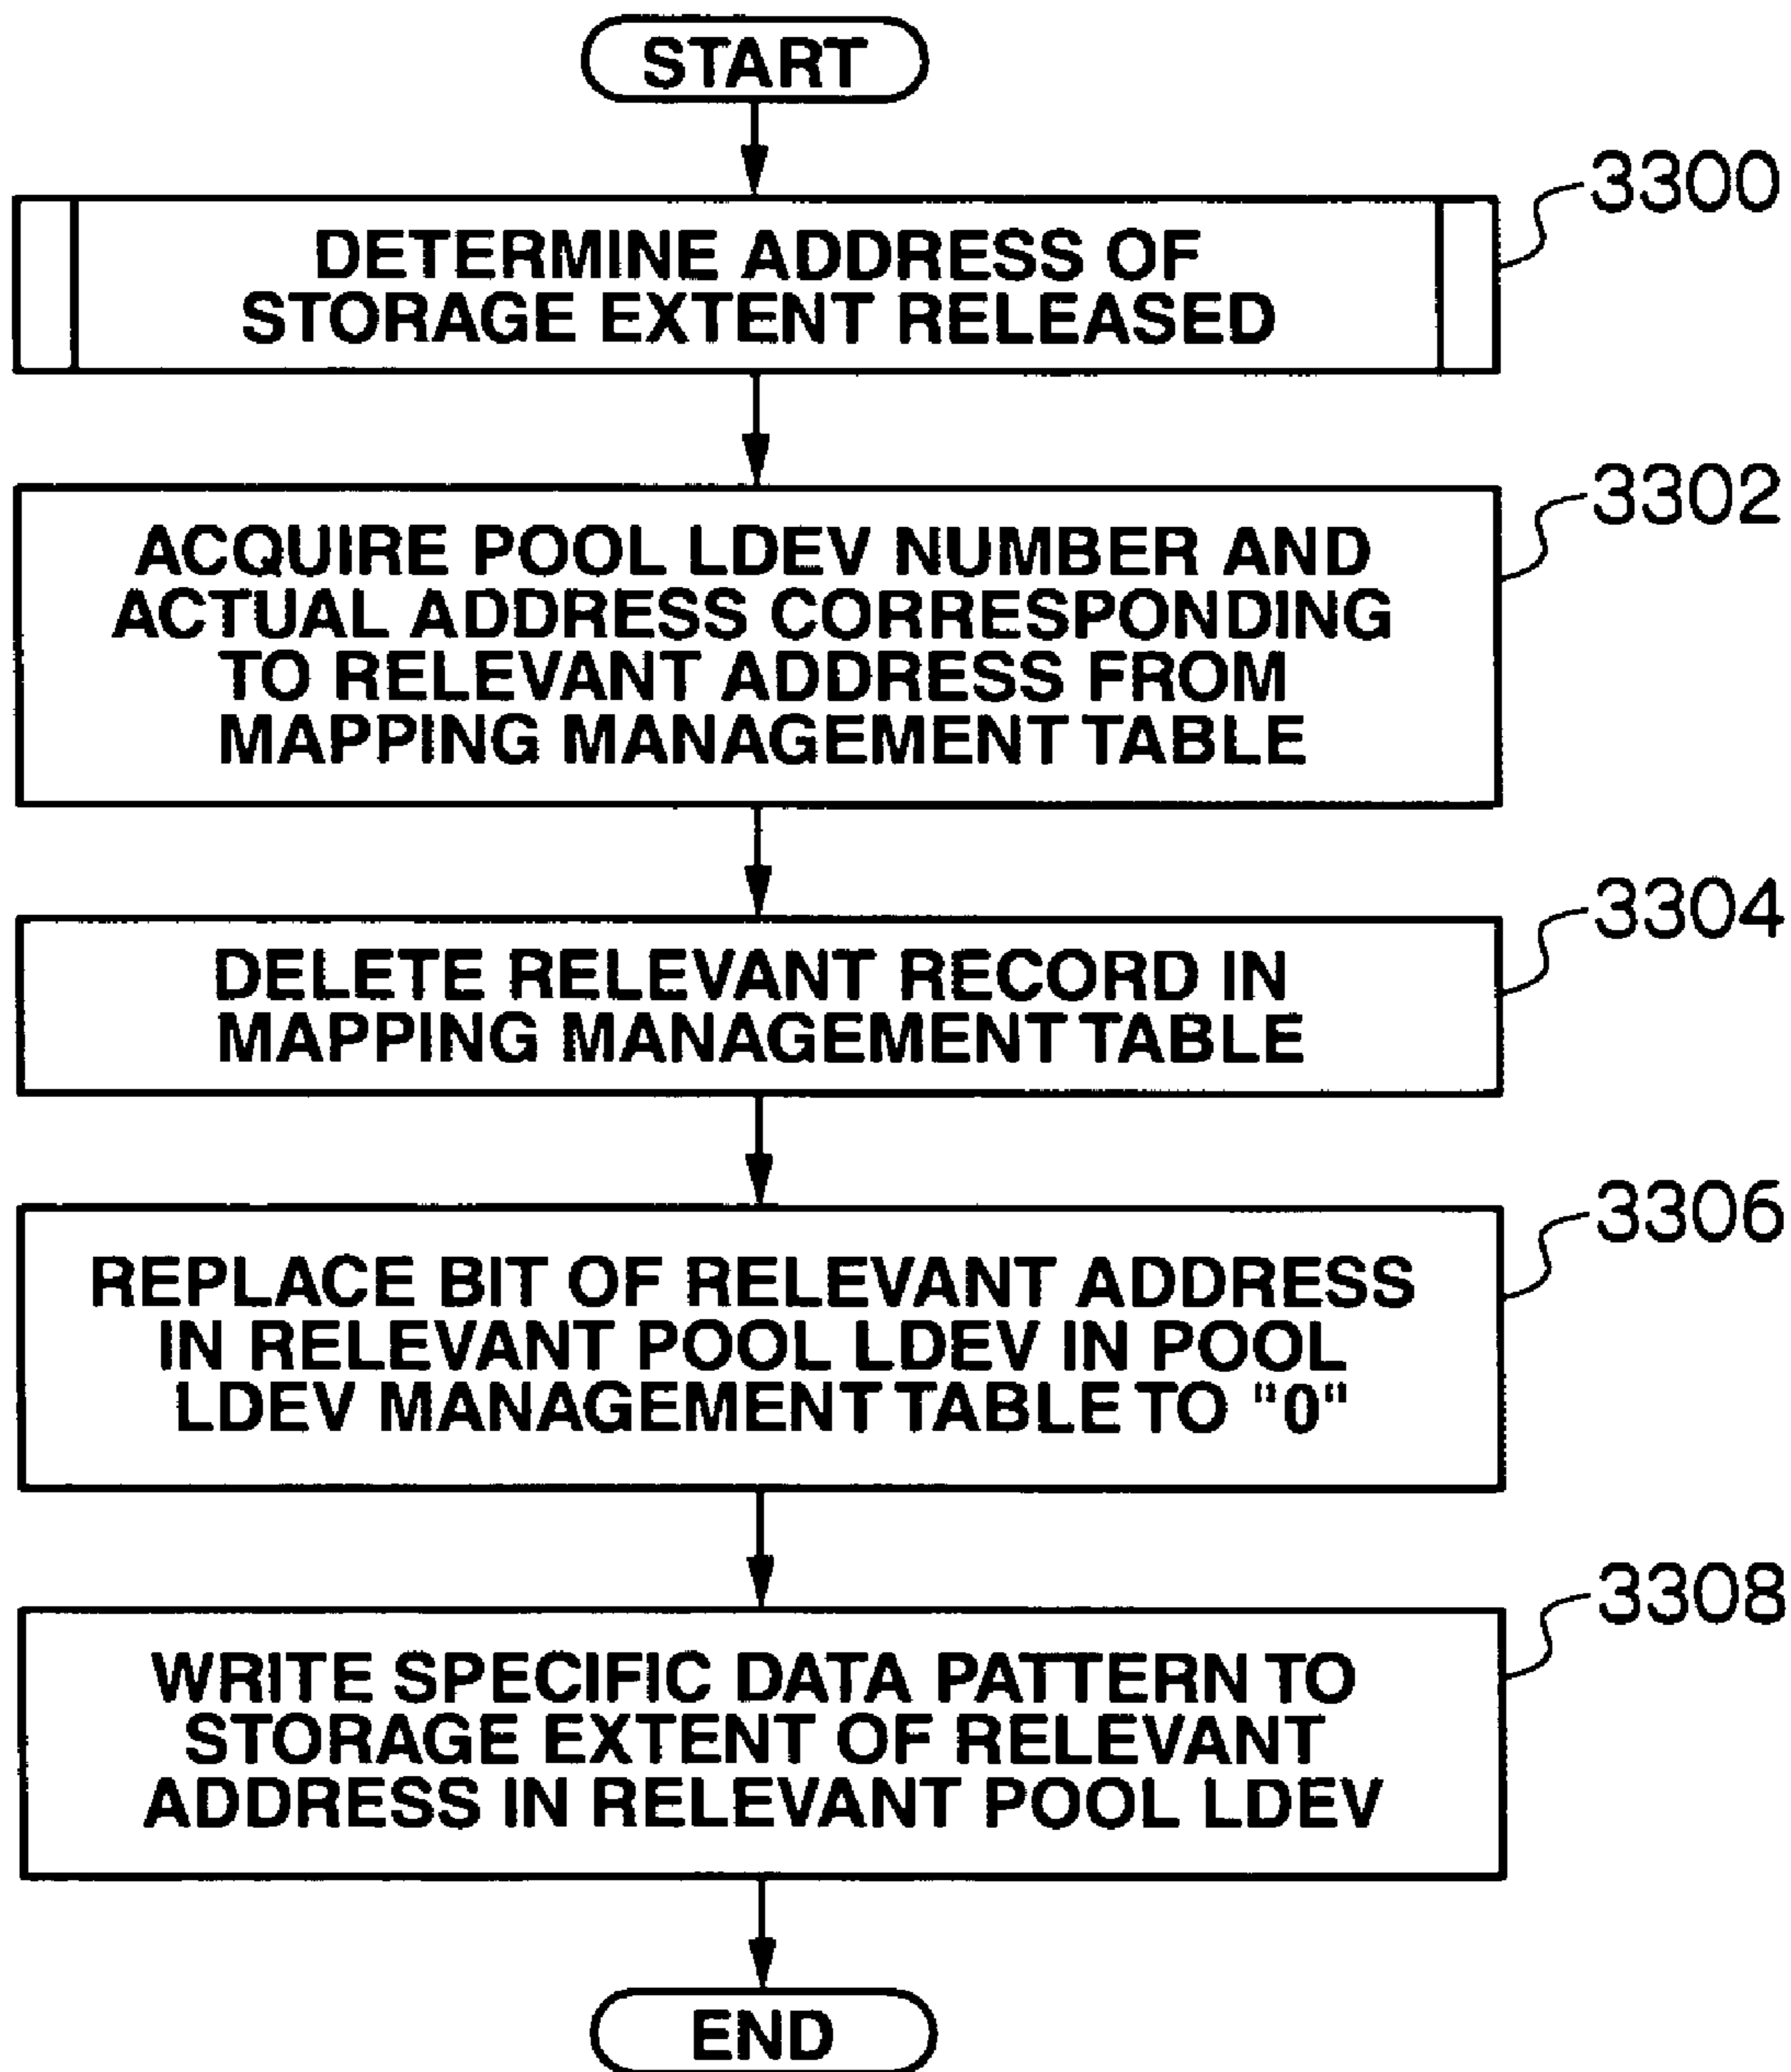 START
3300
DETERMINE ADDRESS OF
STORAGE EXTENT RELEASED
3302
ACQUIRE POOL LDEV NUMBER AND
ACTUAL ADDRESS CORRESPONDING
TO RELEVANT ADDRESS FROM
MAPPING MANAGEMENT TABLE
3304
DELETE RELEVANT RECORD IN
MAPPING MANAGEMENT TABLE
3306
REPLACE BIT OF RELEVANT ADDRESS
IN RELEVANT POOL LDEV IN POOL
LDEV MANAGEMENT TABLE TO "0"
3308
WRITE SPECIFIC DATA PATTERN TO
STORAGE EXTENT OF RELEVANT
ADDRESS IN RELEVANT POOL LDEV
END